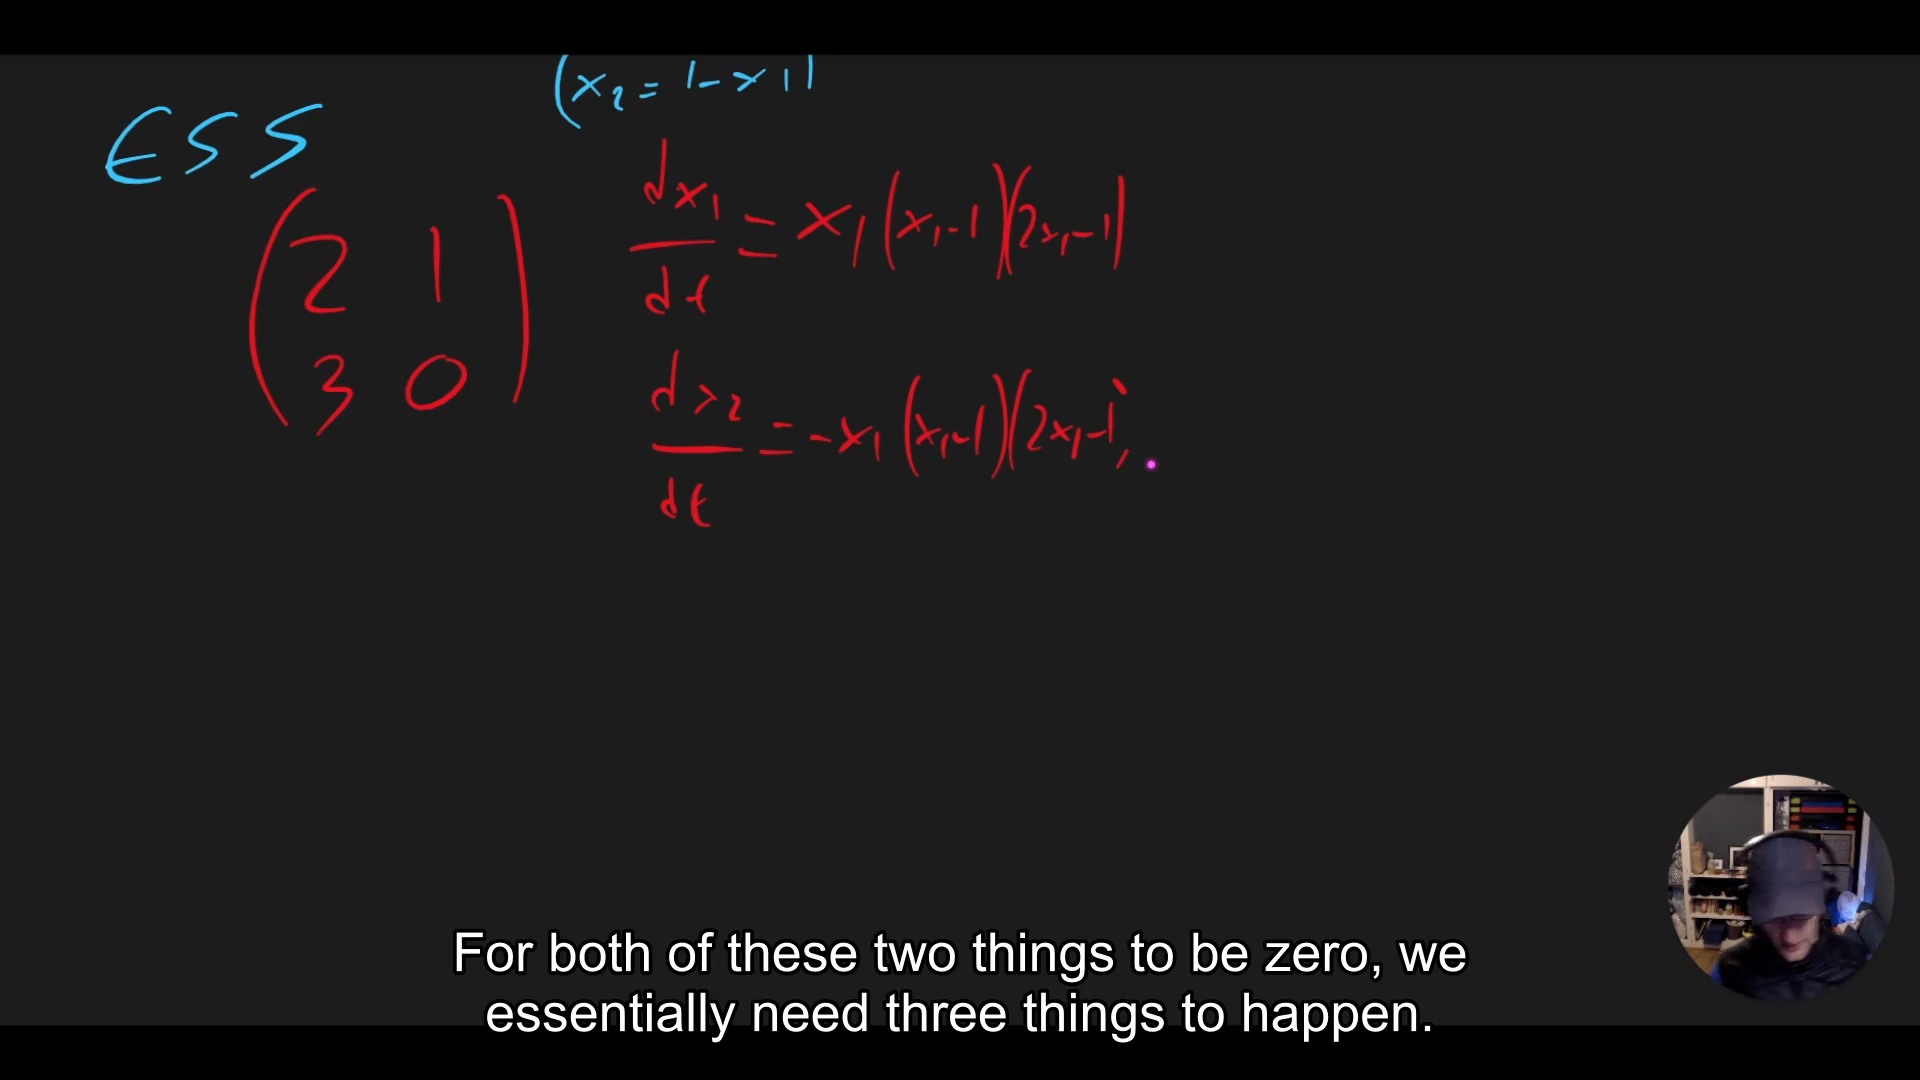 (x₂ = 1 - x₁)
ESS
(2 1
3 0)
dx₁/dt = x₁(x₁-1)(2x₁-1)
dx₂/dt = -x₁(x₁-1)(2x₁-1)
For both of these two things to be zero, we
essentially need three things to happen.